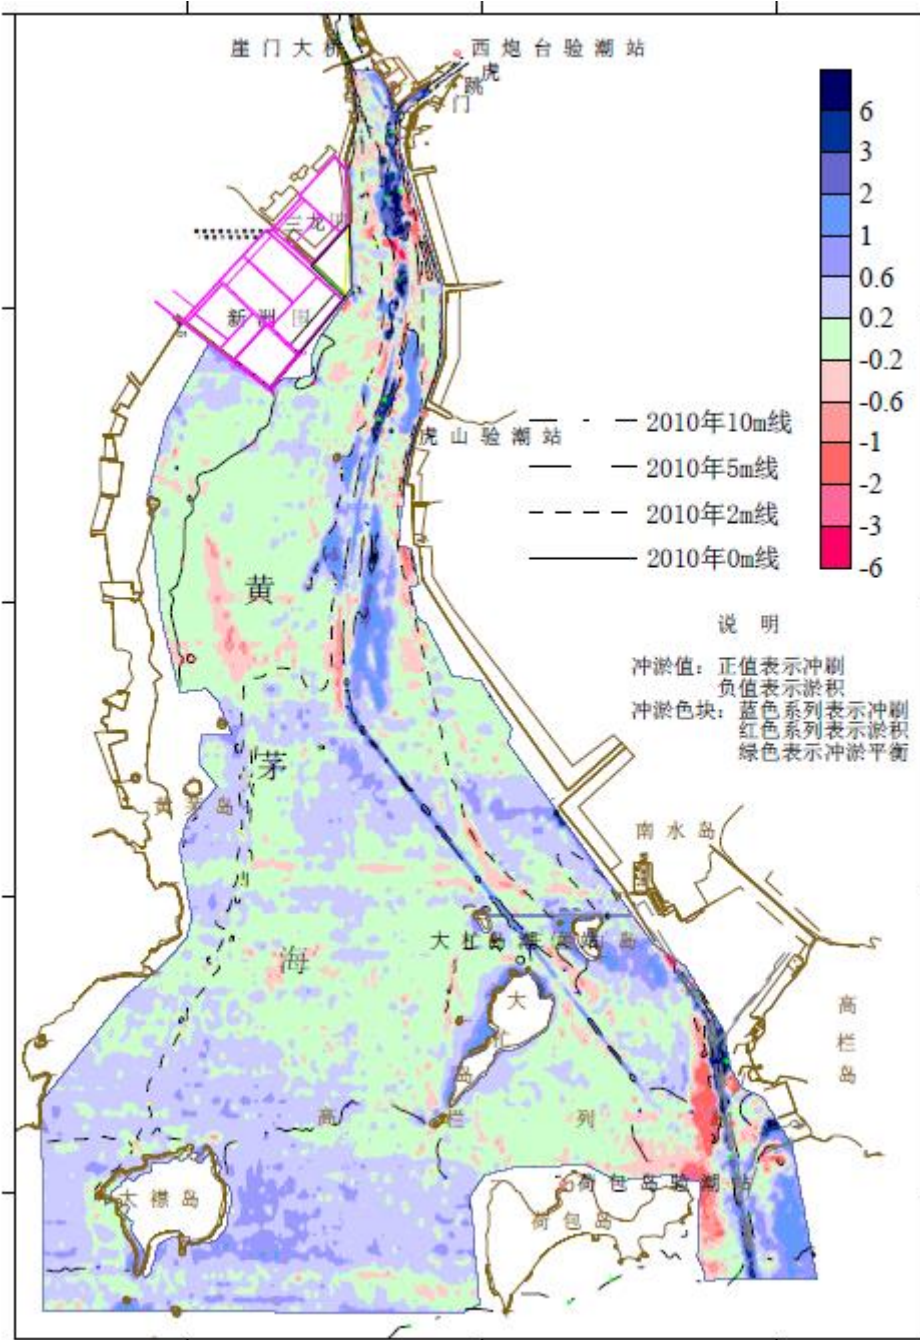 崖门大桥
西炮台验潮站
虎
跳
门
6
3
2
1
0.6
0.2
-0.2
-0.6
-1
-2
-3
-6
三龙围
新洲围
2010年10m线
虎山验潮站
2010年5m线
2010年2m线
2010年0m线
黄
说 明
冲淤值：正值表示冲刷
负值表示淤积
冲淤色块：蓝色系列表示冲刷
红色系列表示淤积
绿色表示冲淤平衡
茅
黄茅岛
南水岛
大杧岛
站
岛
海
大
杧
岛
高
栏
岛
高
栏
列
大襟岛
荷包岛验潮站
荷包岛